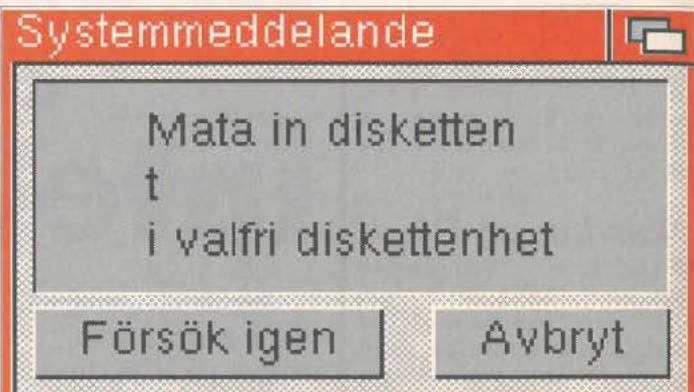 Systemmeddelande
Mata in disketten
t
i valfri diskettenhet
Försök igen
Avbryt